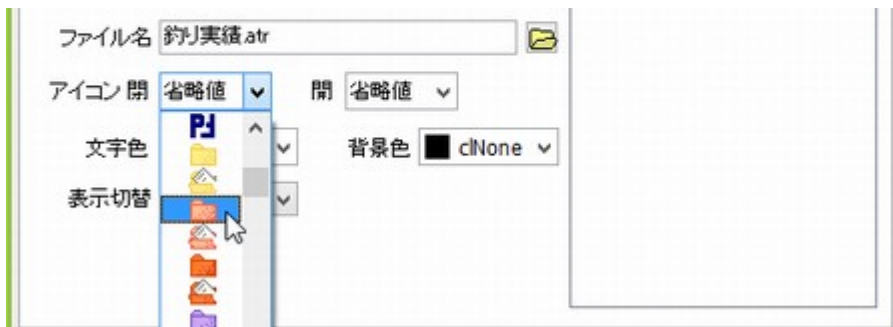 ファイル名 釣り実績.atr
アイコン 閉 省略値 開 省略値
文字色 背景色 clNone
表示切替